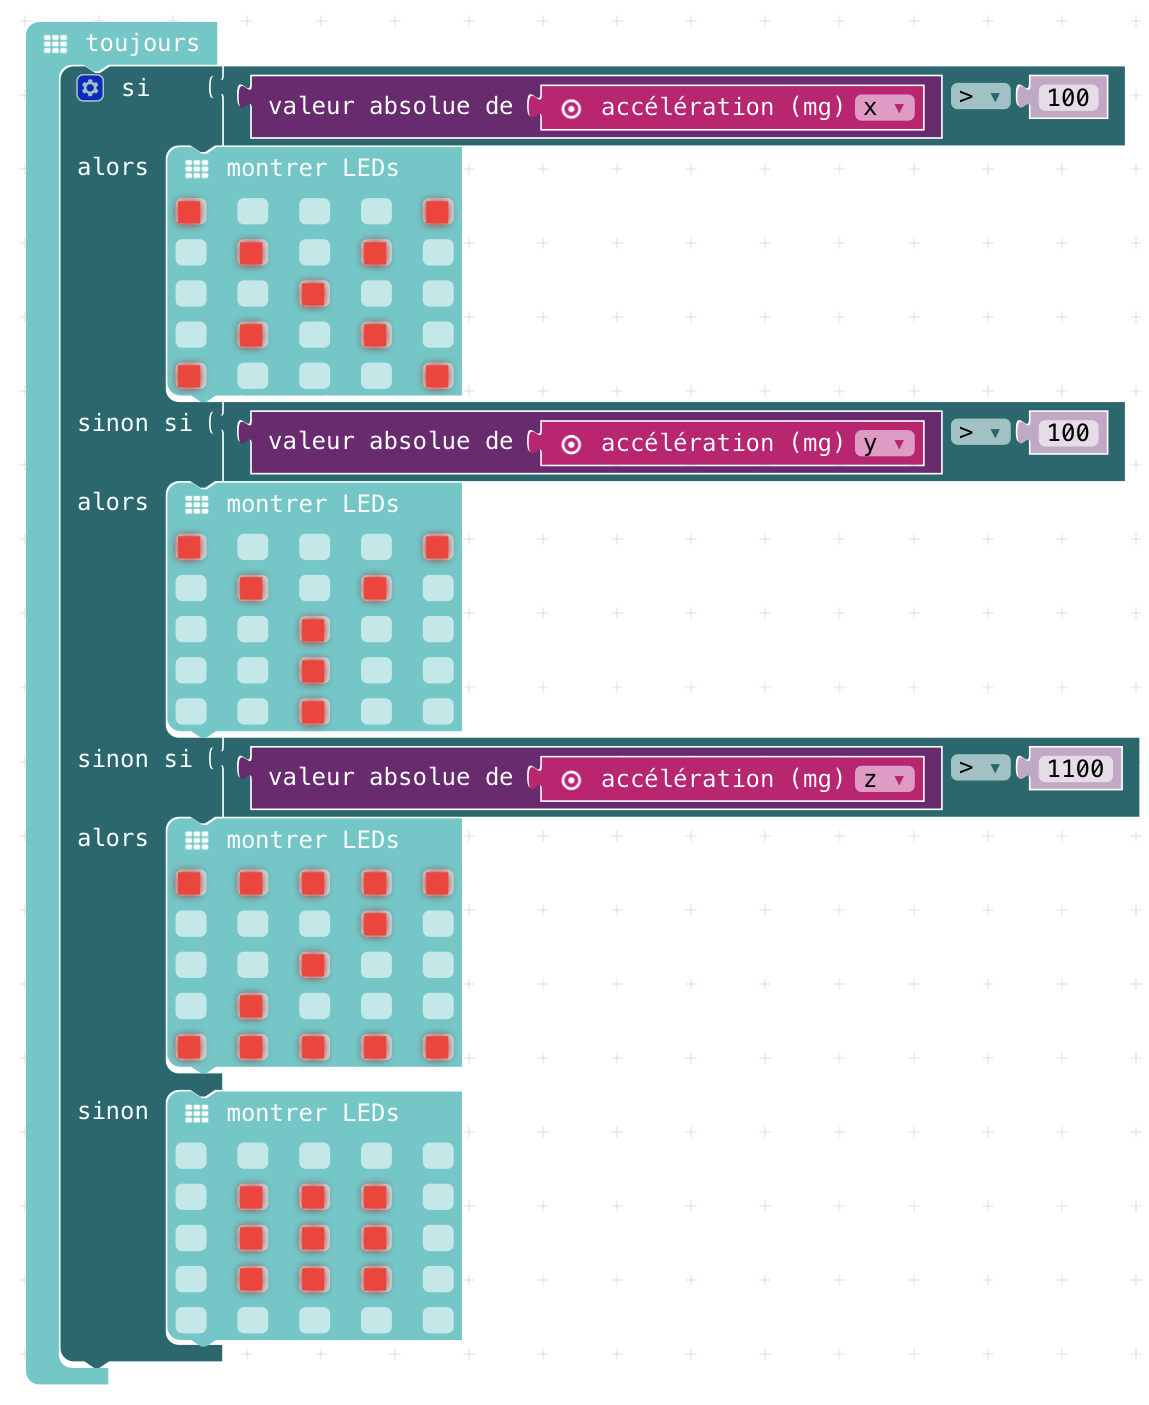 toujours
si valeur absolue de accélération (mg) x > 100
alors montrer LEDs
sinon si valeur absolue de accélération (mg) y > 100
alors montrer LEDs
sinon si valeur absolue de accélération (mg) z > 1100
alors montrer LEDs
sinon montrer LEDs